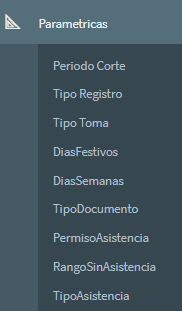 Parametricas
Periodo Corte
Tipo Registro
Tipo Toma
DiasFestivos
DiasSemanas
TipoDocumento
PermisoAsistencia
RangoSinAsistencia
TipoAsistencia